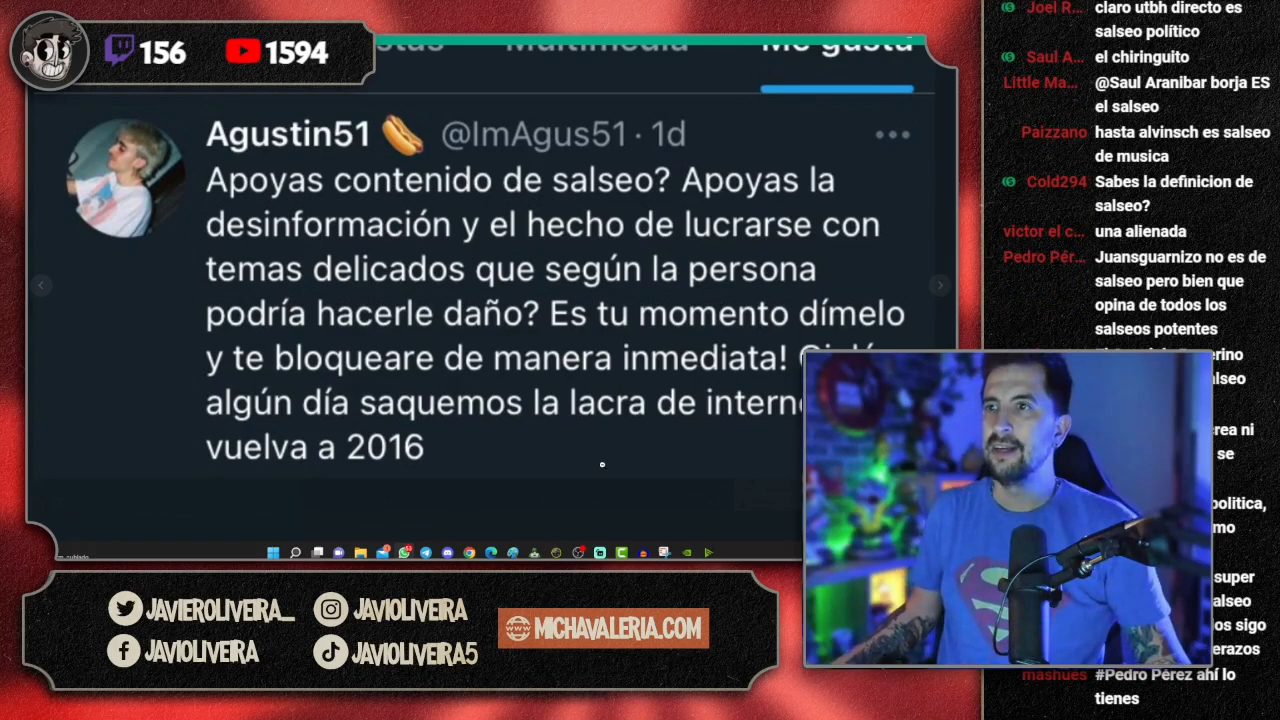 156
1594
Me gusta
Agustin51 @ImAgus51 · 1d
Apoyas contenido de salseo? Apoyas la
desinformación y el hecho de lucrarse con
temas delicados que según la persona
podría hacerle daño? Es tu momento dímelo
y te bloqueare de manera inmediata!
algún día saquemos la lacra de
vuelva a 2016
JAVIEROLIVEIRA_
JAVIOLIVEIRA
MICHAVALERIA.COM
JAVIOLIVEIRA
JAVIOLIVEIRA5
Joel R... claro utbh directo es
salseo político
Saul A... el chiringuito
Little Ma... @Saul Aranibar borja ES
el salseo
Paizzano hasta alvinsch es salseo
de musica
Cold294 Sabes la definicion de
salseo?
victor el c... una alienada
Pedro Pér... Juansguarnizo no es de
salseo pero bien que
opina de todos los
salseos potentes
ni
se
mashues #Pedro Pérez ahí lo
tienes